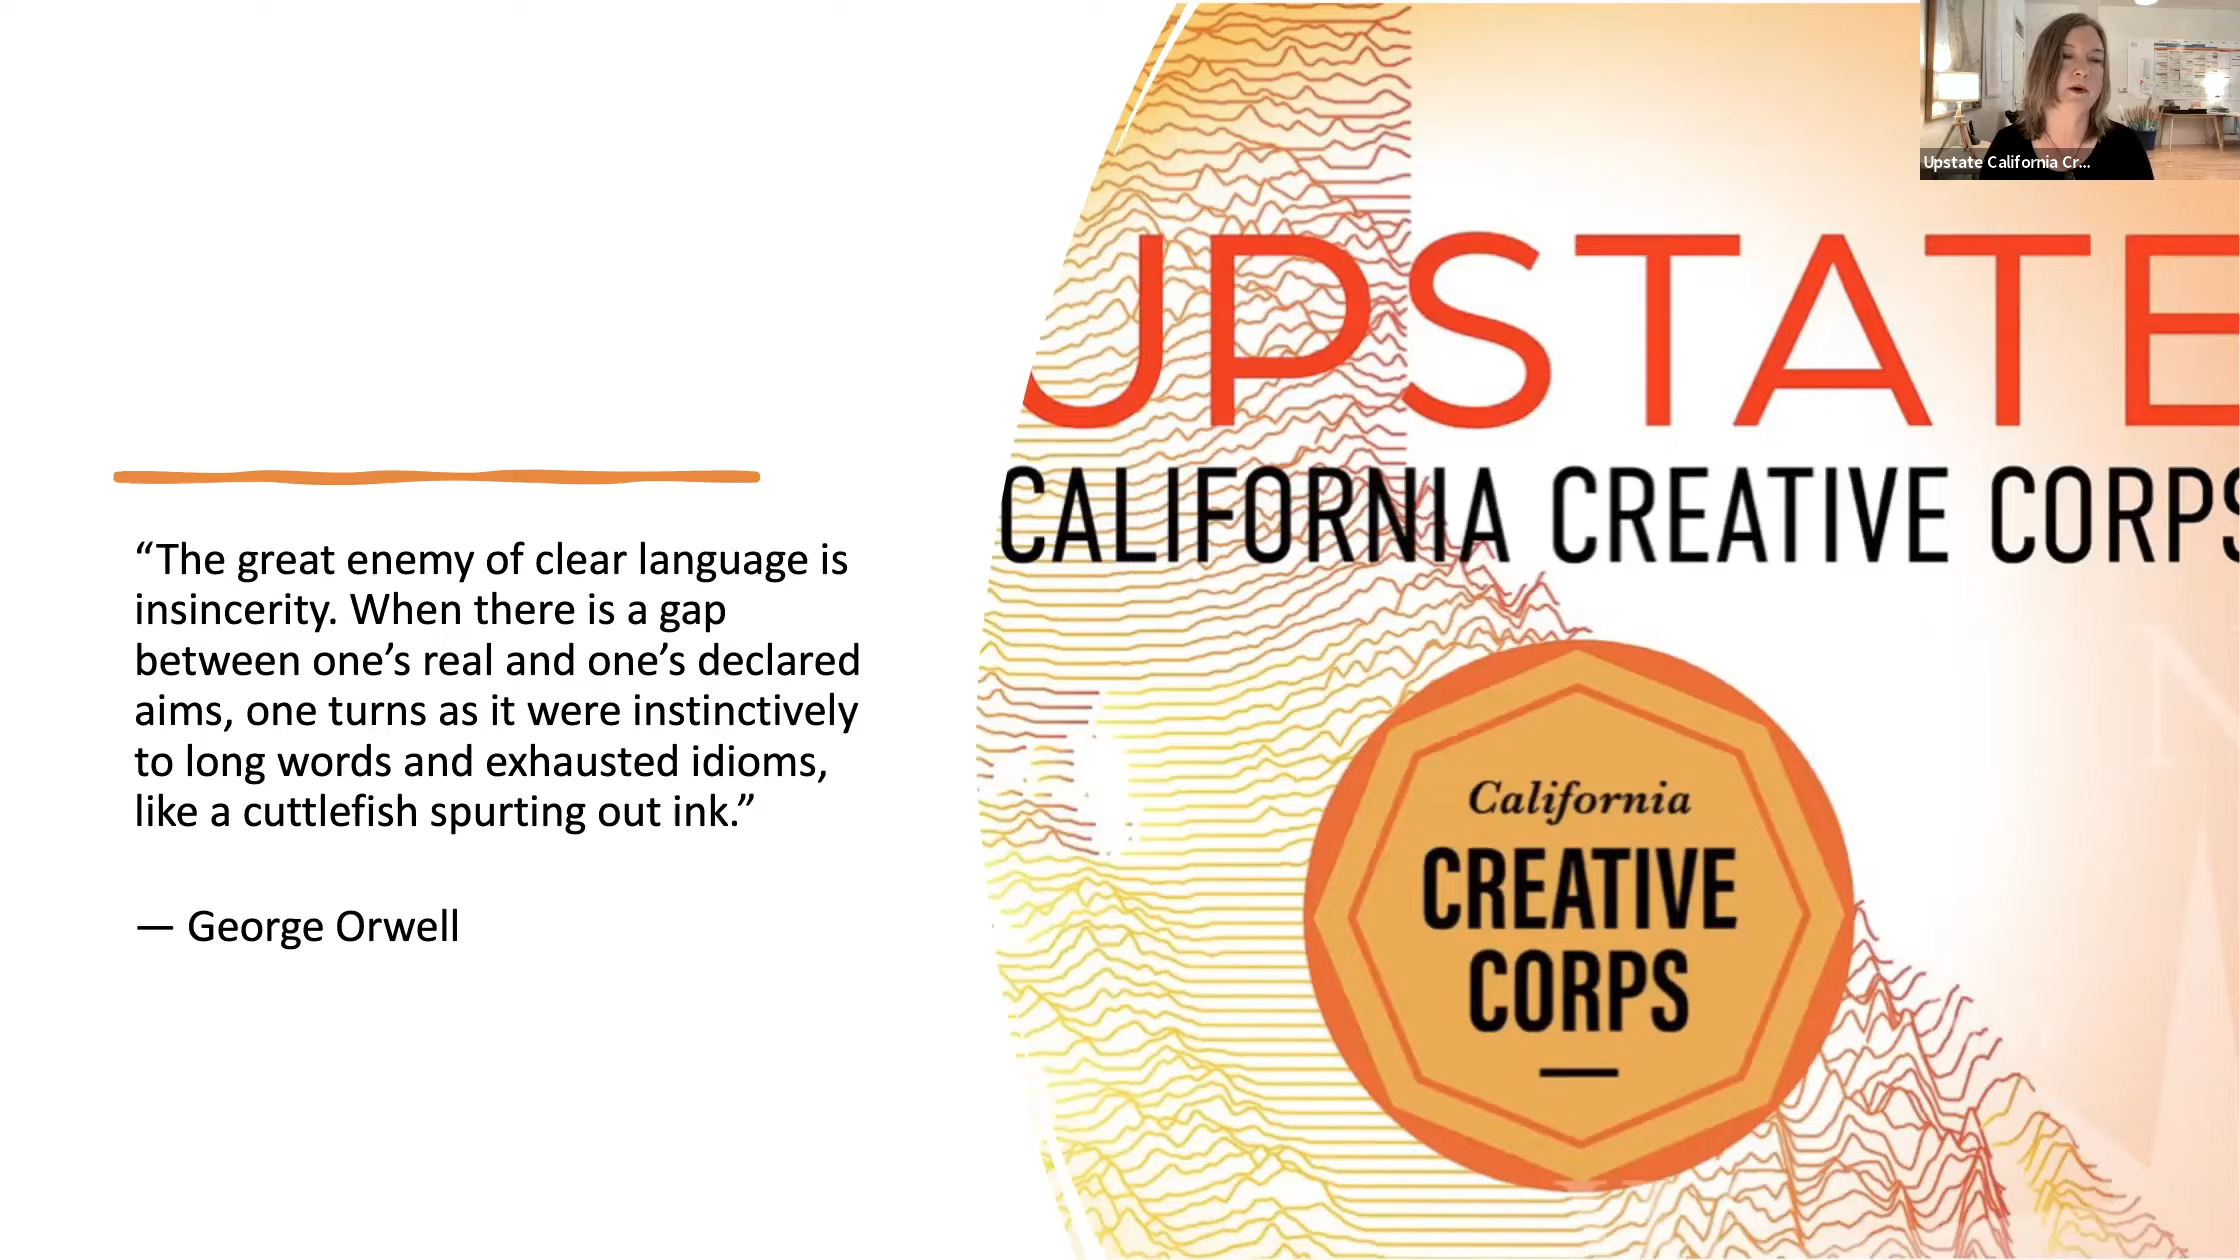 “The great enemy of clear language is
insincerity. When there is a gap
between one’s real and one’s declared
aims, one turns as it were instinctively
to long words and exhausted idioms,
like a cuttlefish spurting out ink.”
— George Orwell
UPSTATE
CALIFORNIA CREATIVE CORPS
California
CREATIVE
CORPS
Upstate California Cr...